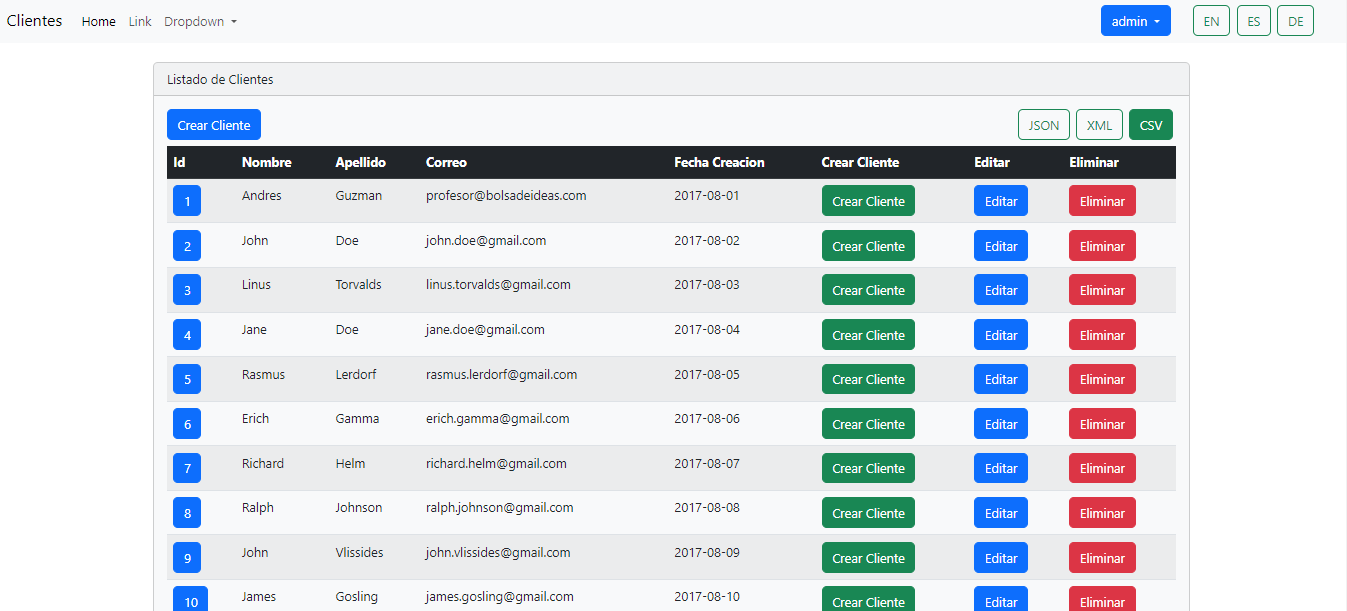 Clientes Home Link Dropdown admin EN ES DE
Listado de Clientes
Crear Cliente JSON XML CSV
Id Nombre Apellido Correo Fecha Creacion Crear Cliente Editar Eliminar
1 Andres Guzman profesor@bolsadeideas.com 2017-08-01 Crear Cliente Editar Eliminar
2 John Doe john.doe@gmail.com 2017-08-02 Crear Cliente Editar Eliminar
3 Linus Torvalds linus.torvalds@gmail.com 2017-08-03 Crear Cliente Editar Eliminar
4 Jane Doe jane.doe@gmail.com 2017-08-04 Crear Cliente Editar Eliminar
5 Rasmus Lerdorf rasmus.lerdorf@gmail.com 2017-08-05 Crear Cliente Editar Eliminar
6 Erich Gamma erich.gamma@gmail.com 2017-08-06 Crear Cliente Editar Eliminar
7 Richard Helm richard.helm@gmail.com 2017-08-07 Crear Cliente Editar Eliminar
8 Ralph Johnson ralph.johnson@gmail.com 2017-08-08 Crear Cliente Editar Eliminar
9 John Vlissides john.vlissides@gmail.com 2017-08-09 Crear Cliente Editar Eliminar
10 James Gosling james.gosling@gmail.com 2017-08-10 Crear Cliente Editar Eliminar